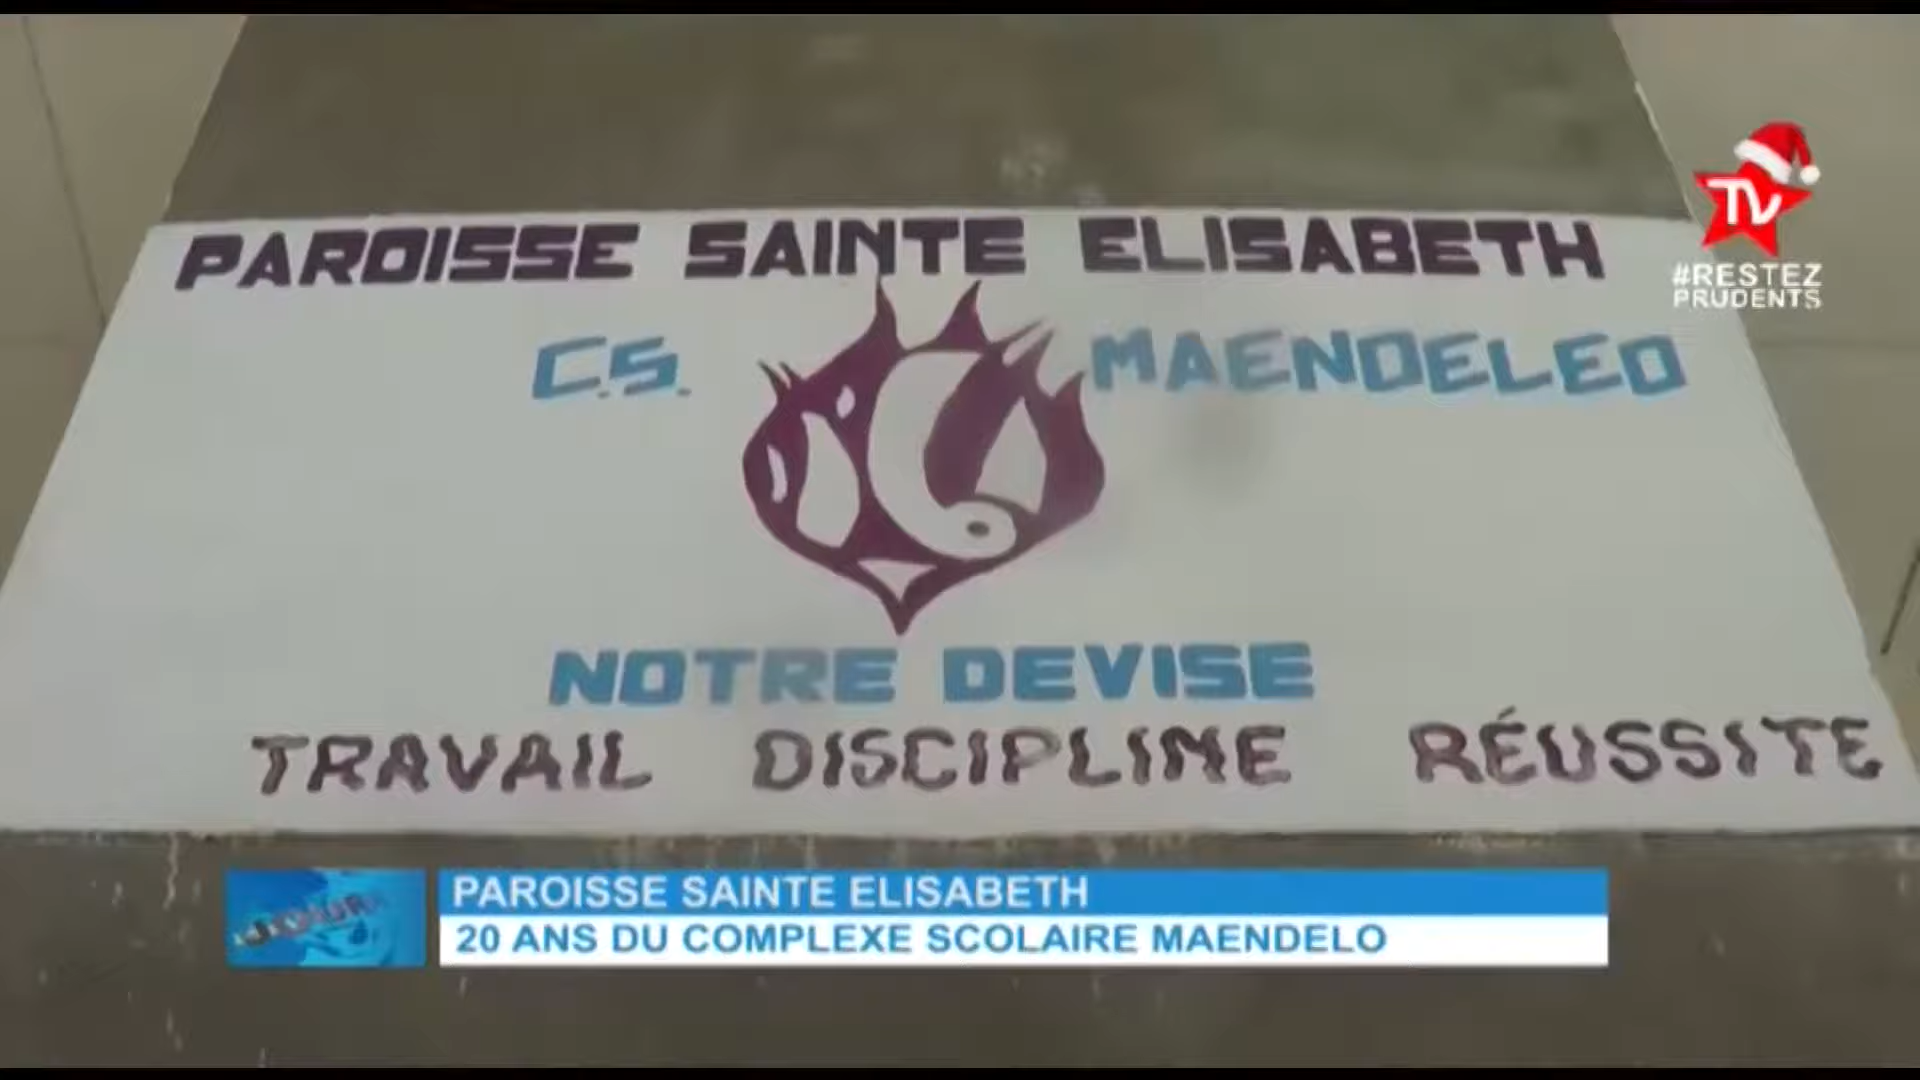 PAROISSE SAINTE ELISABETH
C.S. MAENDELEO
NOTRE DEVISE
TRAVAIL DISCIPLINE RÉUSSITE
TV
#RESTEZ
PRUDENTS
PAROISSE SAINTE ELISABETH
20 ANS DU COMPLEXE SCOLAIRE MAENDELO